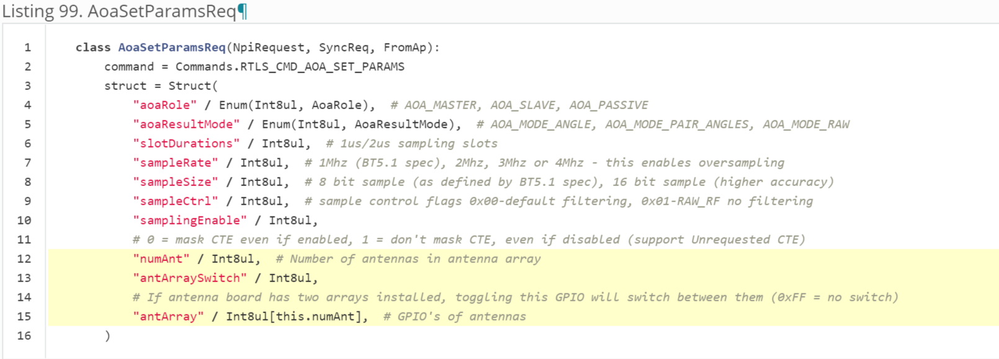 Listing 99. AoaSetParamsReq¶
1 class AoaSetParamsReq(NpiRequest, SyncReq, FromAp):
2 command = Commands.RTLS_CMD_AOA_SET_PARAMS
3 struct = Struct(
4 "aoaRole" / Enum(Int8ul, AoaRole), # AOA_MASTER, AOA_SLAVE, AOA_PASSIVE
5 "aoaResultMode" / Enum(Int8ul, AoaResultMode), # AOA_MODE_ANGLE, AOA_MODE_PAIR_ANGLES, AOA_MODE_RAW
6 "slotDurations" / Int8ul, # 1us/2us sampling slots
7 "sampleRate" / Int8ul, # 1Mhz (BT5.1 spec), 2Mhz, 3Mhz or 4Mhz - this enables oversampling
8 "sampleSize" / Int8ul, # 8 bit sample (as defined by BT5.1 spec), 16 bit sample (higher accuracy)
9 "sampleCtrl" / Int8ul, # sample control flags 0x00-default filtering, 0x01-RAW_RF no filtering
10 "samplingEnable" / Int8ul,
11 # 0 = mask CTE even if enabled, 1 = don't mask CTE, even if disabled (support Unrequested CTE)
12 "numAnt" / Int8ul, # Number of antennas in antenna array
13 "antArraySwitch" / Int8ul,
14 # If antenna board has two arrays installed, toggling this GPIO will switch between them (0xFF = no switch)
15 "antArray" / Int8ul[this.numAnt], # GPIO's of antennas
16 )